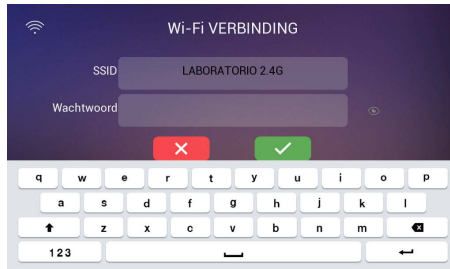 Wi-Fi VERBINDING
SSID LABORATORIO 2.4G
Wachtwoord
q w e r t y u i o p
a s d f g h j k l
z x c v b n m
123